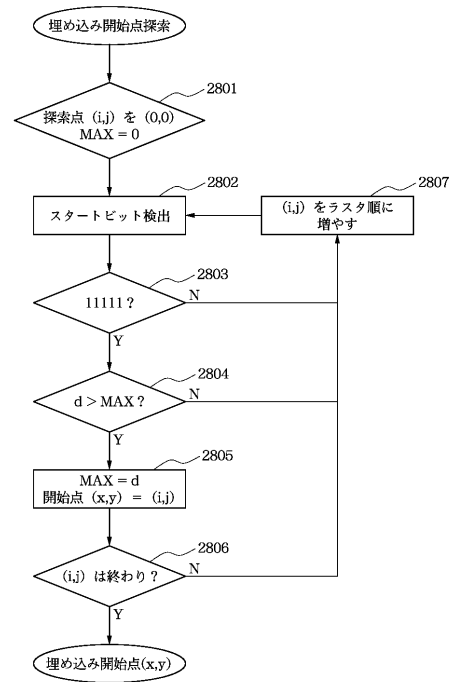 埋め込み開始点探索
2801
探索点（i,j）を（0,0）
MAX = 0
2802
スタートビット検出
2807
（i,j）をラスタ順に
増やす
2803
11111？
N
Y
2804
d > MAX？
N
Y
2805
MAX = d
開始点（x,y）=（i,j）
2806
（i,j）は終わり？
N
Y
埋め込み開始点(x,y)